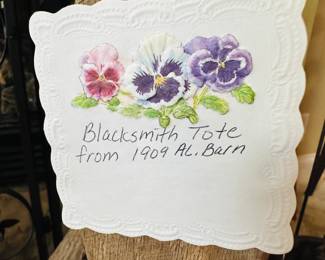 Blacksmith Tote
from 1909 AL. Barn